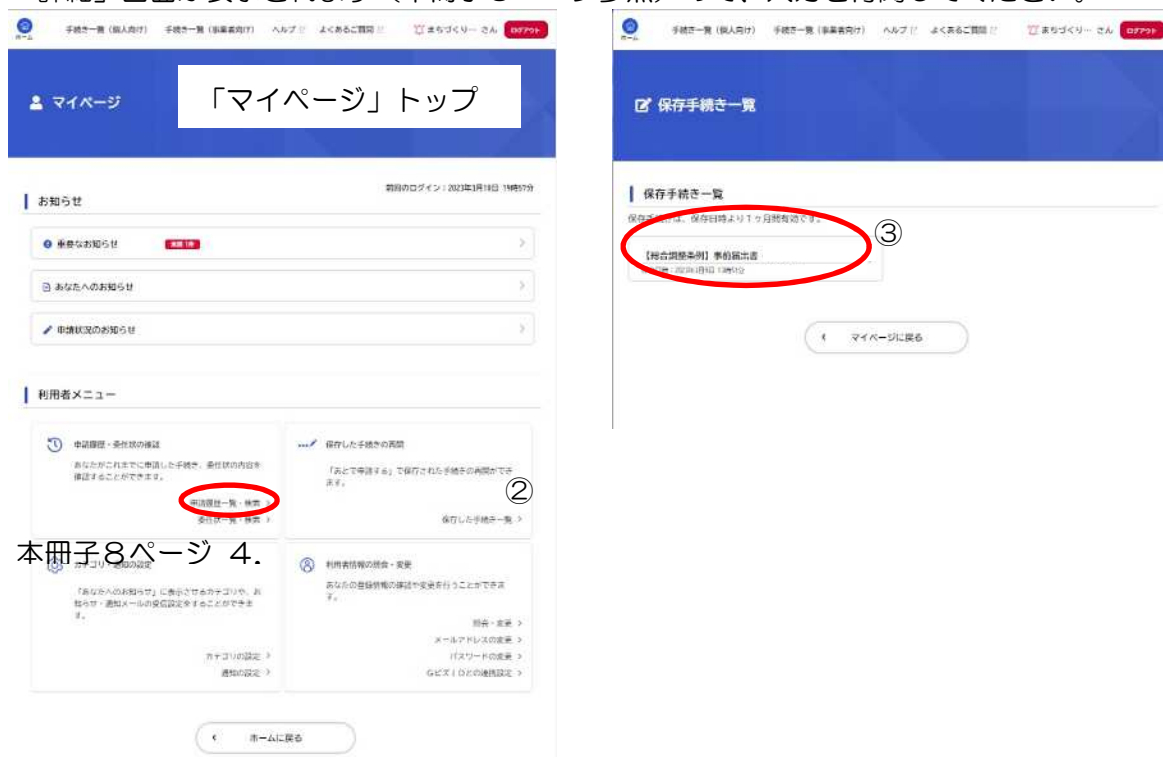 ホーム 手続き一覧（個人向け） 手続き一覧（事業者向け） ヘルプ よくあるご質問 まちづくり… さん ログアウト
マイページ
「マイページ」トップ
前回のログイン：2023年3月18日 19時57分
お知らせ
重要なお知らせ
あなたへのお知らせ
申請状況のお知らせ
利用者メニュー
申請履歴・委任状の確認
あなたがこれまでに申請した手続き、委任状の内容を
確認することができます。
申請履歴一覧・検索
委任状一覧・検索
保存した手続きの再開
「あとで申請する」で保存された手続きの再開ができ
ます。
②
保存した手続き一覧
本冊子８ページ 4.
カテゴリ・通知の設定
「あなたへのお知らせ」に表示させるカテゴリや、お
知らせ・通知メールの受信設定をすることができま
す。
カテゴリの設定
通知の設定
利用者情報の照会・変更
あなたの登録情報の確認や変更を行うことができま
す。
照会・変更
メールアドレスの変更
パスワードの変更
GビズIDとの連携設定
ホームに戻る
ホーム 手続き一覧（個人向け） 手続き一覧（事業者向け） ヘルプ よくあるご質問 まちづくり… さん ログアウト
保存手続き一覧
保存手続き一覧
保存手続きは、保存日時より1ヶ月間有効です。
③
【総合調整条例】事前届出書
マイページに戻る